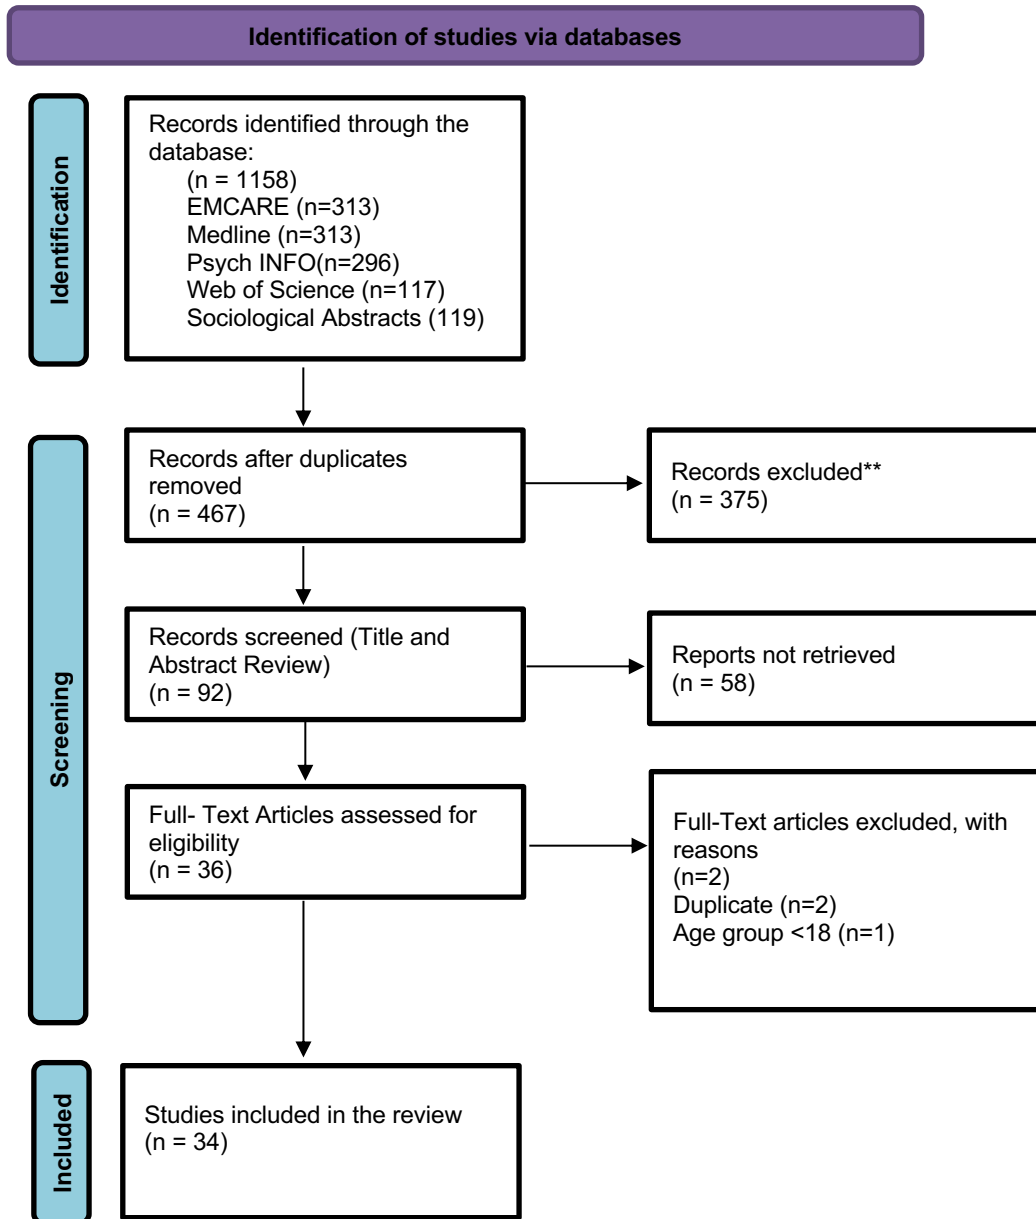 Identification of studies via databases
Identification
Records identified through the
database:
(n = 1158)
EMCARE (n=313)
Medline (n=313)
Psych INFO(n=296)
Web of Science (n=117)
Sociological Abstracts (119)
Screening
Records after duplicates
removed
(n = 467)
Records excluded**
(n = 375)
Records screened (Title and
Abstract Review)
(n = 92)
Reports not retrieved
(n = 58)
Full- Text Articles assessed for
eligibility
(n = 36)
Full-Text articles excluded, with
reasons
(n=2)
Duplicate (n=2)
Age group <18 (n=1)
Included
Studies included in the review
(n = 34)